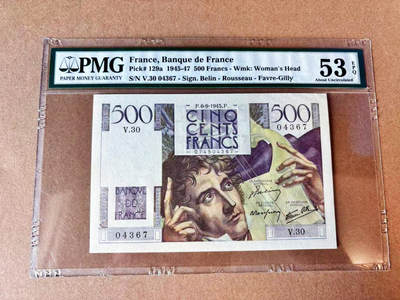 PMG
PAPER MONEY GUARANTY
France, Banque de France
Pick# 129a 1945-47 500 Francs - Wmk: Woman's Head
S/N V.30 04367 - Sign. Belin - Rousseau - Favre-Gilly
53 EPQ
About Uncirculated
500
V.30
P.6-9-1945.P.
CINQ
CENTS
FRANCS
074504367
500
04367
BANQUE
DE
FRANCE
04367
V.30